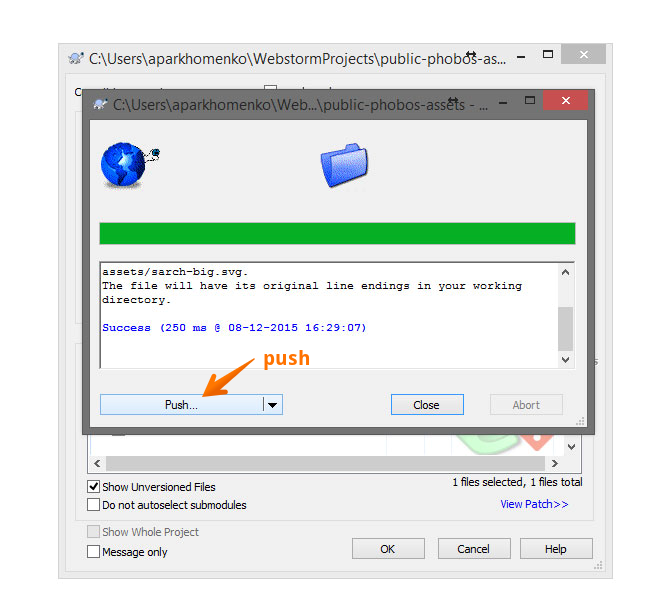 C:\Users\aparkhomenko\WebstormProjects\public-phobos-as...
C:\Users\aparkhomenko\Web...\public-phobos-assets - ...
assets/sarch-big.svg.
The file will have its original line endings in your working
directory.
Success (250 ms @ 08-12-2015 16:29:07)
push
Push...
Close
Abort
Show Unversioned Files
1 files selected, 1 files total
Do not autoselect submodules
View Patch>>
Show Whole Project
Message only
OK
Cancel
Help